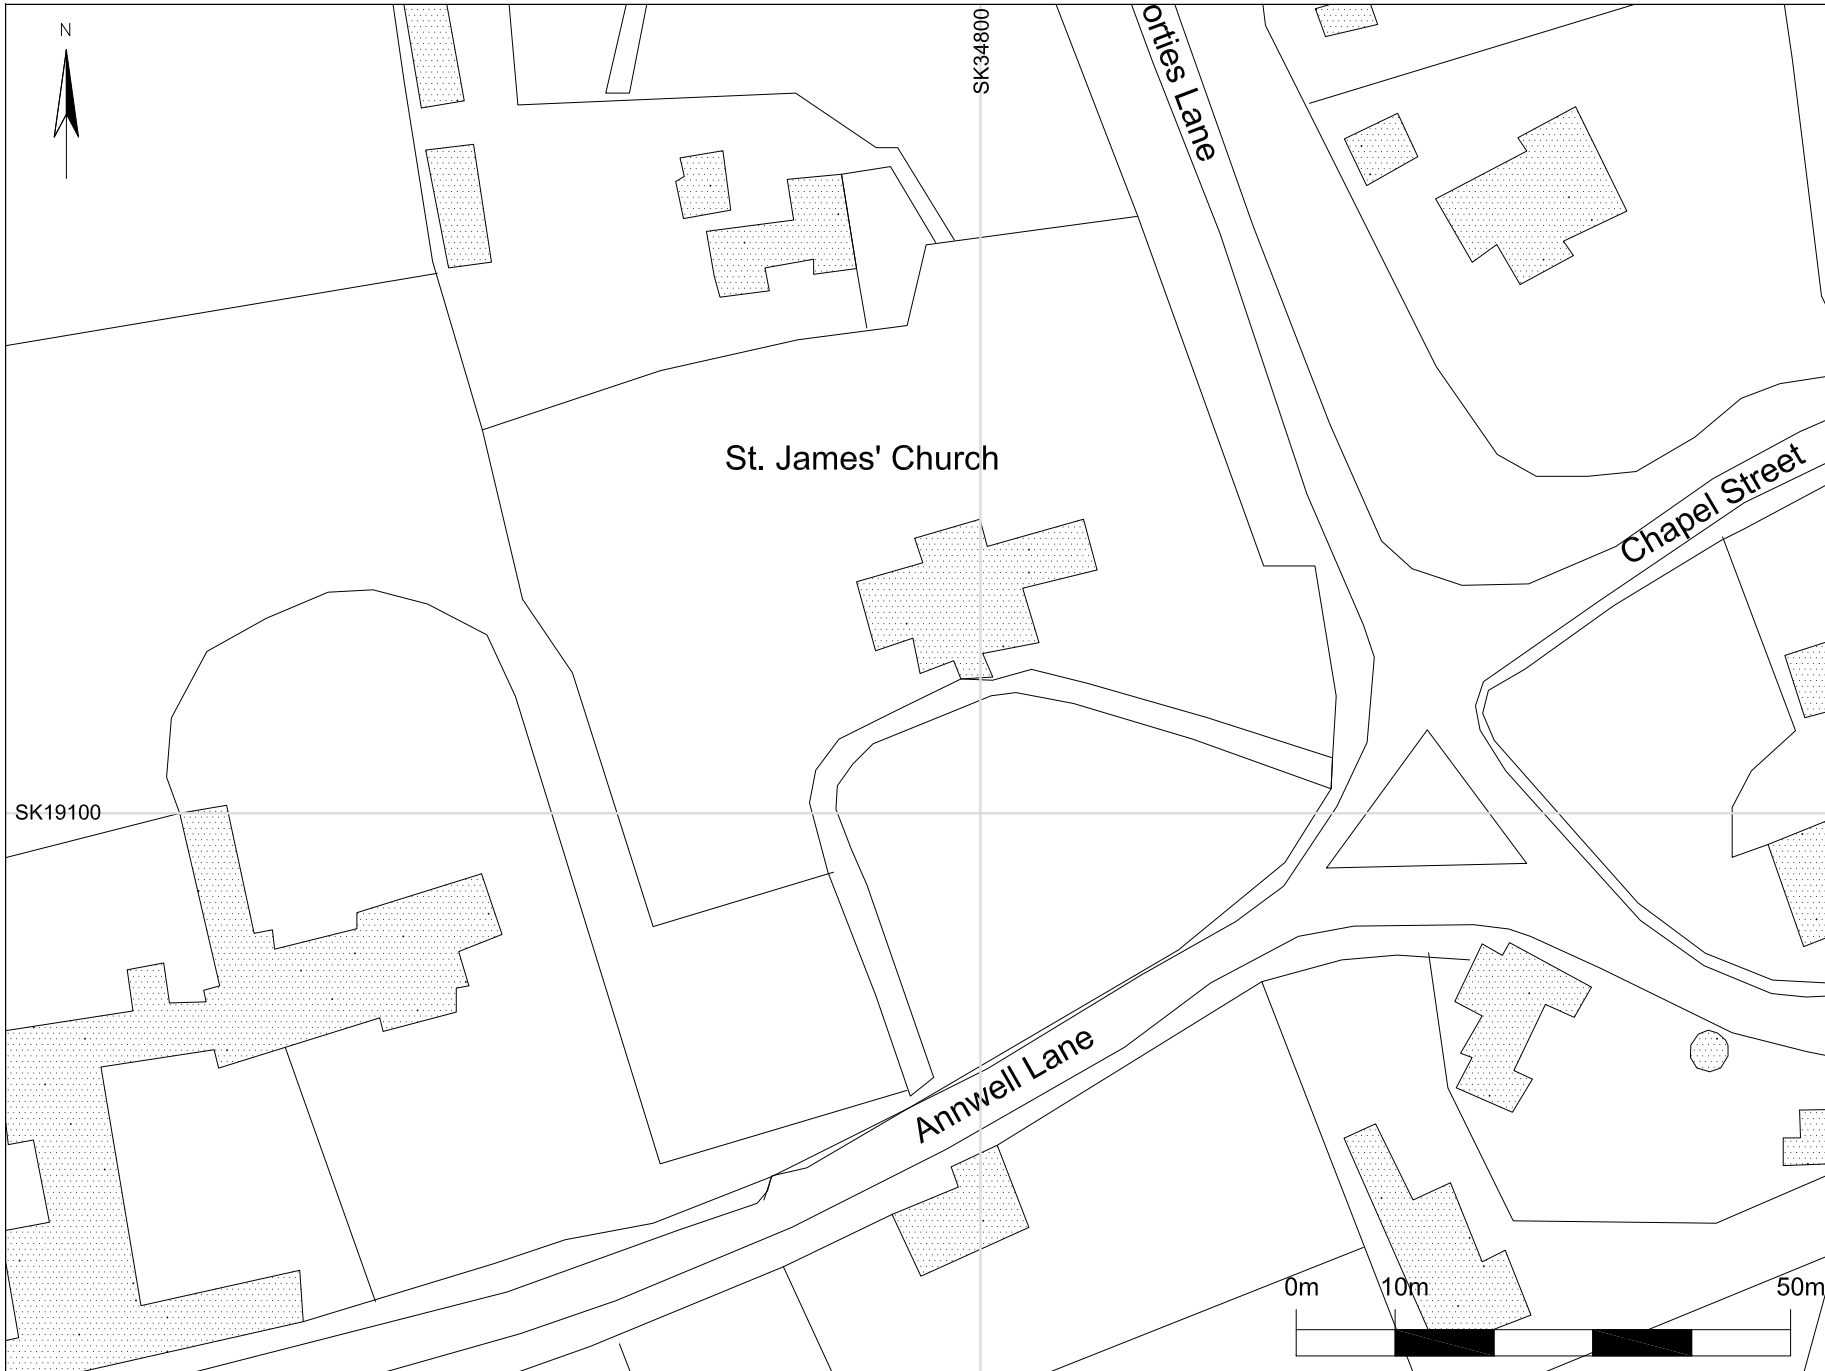 N
SK34800
orties Lane
St. James' Church
Chapel Street
SK19100
Annwell Lane
0m 10m 50m